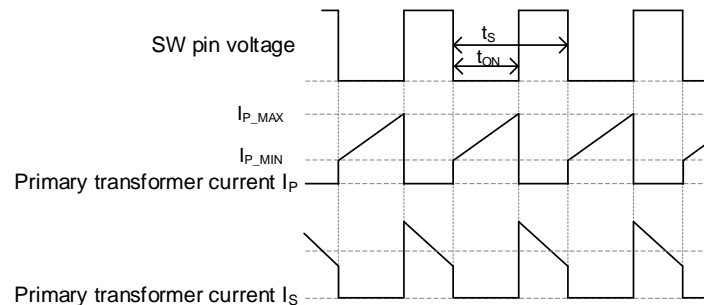 SW pin voltage
tS
tON
IP_MAX
IP_MIN
Primary transformer current IP
Primary transformer current IS